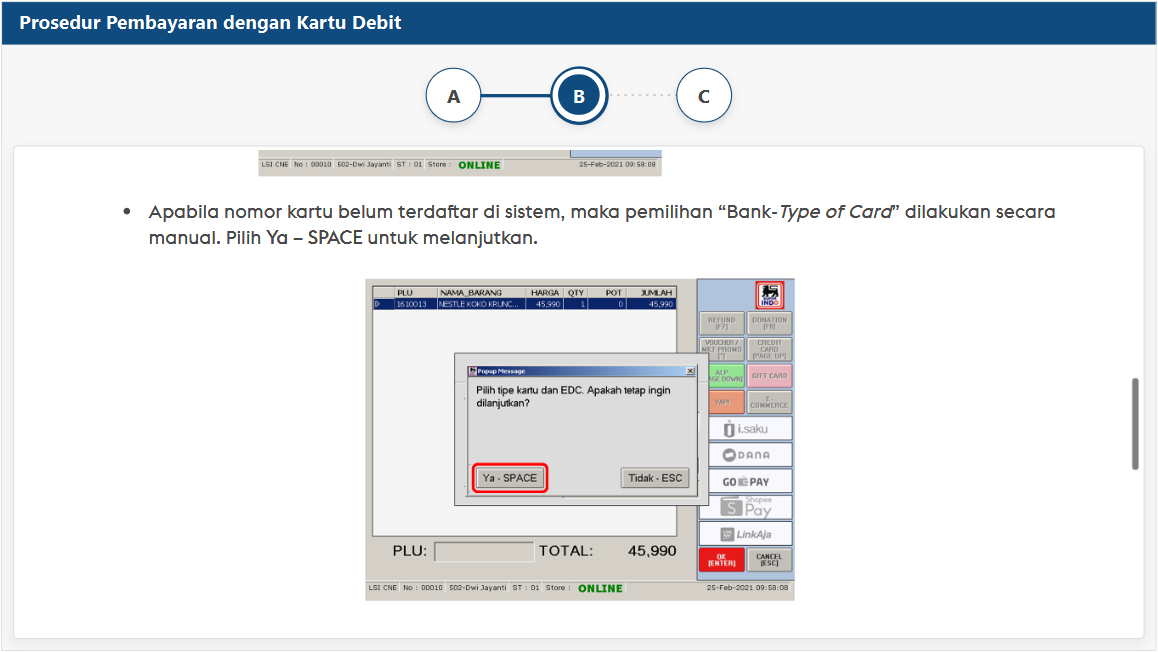 Prosedur Pembayaran dengan Kartu Debit
A B C
LSI CNE No : 00010 502-Dwi Jayanti ST : 01 Store : ONLINE 25-Feb-2021 09:58:08
• Apabila nomor kartu belum terdaftar di sistem, maka pemilihan “Bank-Type of Card” dilakukan secara
manual. Pilih Ya – SPACE untuk melanjutkan.
PLU NAMA_BARANG HARGA QTY POT JUMLAH
1610013 NESTLE KOKO KRUNC... 45,990 1 0 45,990
INDO
REFUND
[F7]
DONATION
[F8]
VOUCHER /
MKT PROMO
[*]
CREDIT
CARD
[PAGE UP]
ALP
AGE DOWN]
GIFT CARD
YAP!
E-
COMMERCE
Popup Message
Pilih tipe kartu dan EDC. Apakah tetap ingin
dilanjutkan?
Ya - SPACE
Tidak - ESC
i.saku
DANA
GOPAY
Shopee
Pay
LinkAja
OK
[ENTER]
CANCEL
[ESC]
PLU: TOTAL: 45,990
LSI CNE No : 00010 502-Dwi Jayanti ST : 01 Store : ONLINE 25-Feb-2021 09:58:08